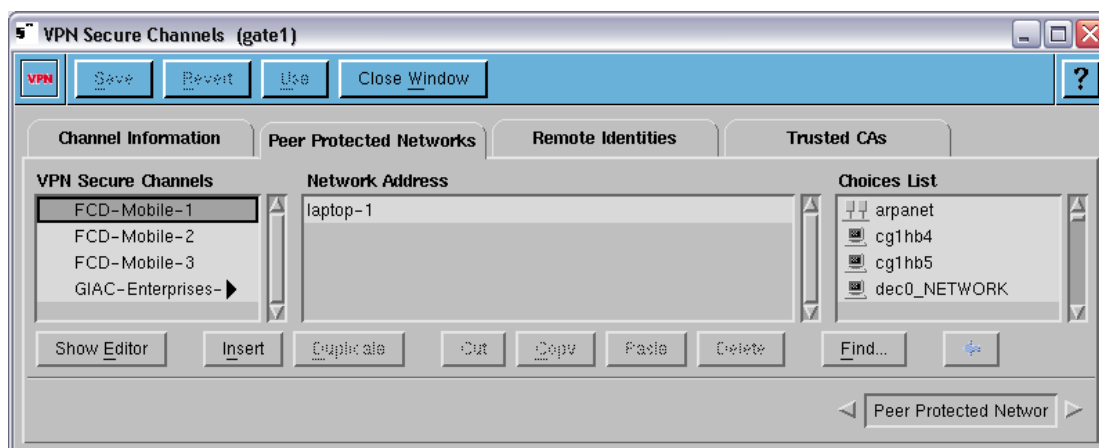 VPN Secure Channels (gate1)
VPN Save Revert Use Close Window ?
Channel Information Peer Protected Networks Remote Identities Trusted CAs
VPN Secure Channels Network Address Choices List
FCD-Mobile-1 laptop-1 arpanet
FCD-Mobile-2 cg1hb4
FCD-Mobile-3 cg1hb5
GIAC-Enterprises- dec0_NETWORK
Show Editor Insert Duplicate Cut Copy Paste Delete Find...
Peer Protected Networ